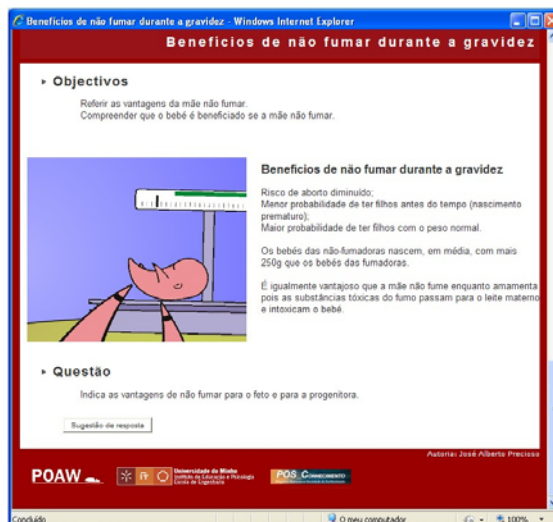 Benefícios de não fumar durante a gravidez - Windows Internet Explorer
Benefícios de não fumar durante a gravidez
Objectivos
Referir as vantagens da mãe não fumar.
Compreender que o bebé é beneficiado se a mãe não fumar.
Benefícios de não fumar durante a gravidez
Risco de aborto diminuído;
Menor probabilidade de ter filhos antes do tempo (nascimento
prematuro);
Maior probabilidade de ter filhos com o peso normal.
Os bebés das não-fumadoras nascem, em média, com mais
250g que os bebés das fumadoras.
É igualmente vantajoso que a mãe não fume enquanto amamenta
pois as substâncias tóxicas do fumo passam para o leite materno
e intoxicam o bebé.
Questão
Indica as vantagens de não fumar para o feto e para a progenitora.
Sugestão de resposta
Autoria: José Alberto Precioso
POAW
Universidade do Minho
Instituto de Educação e Psicologia
Escola de Engenharia
POS_Conhecimento
Concluído
O meu computador
100%